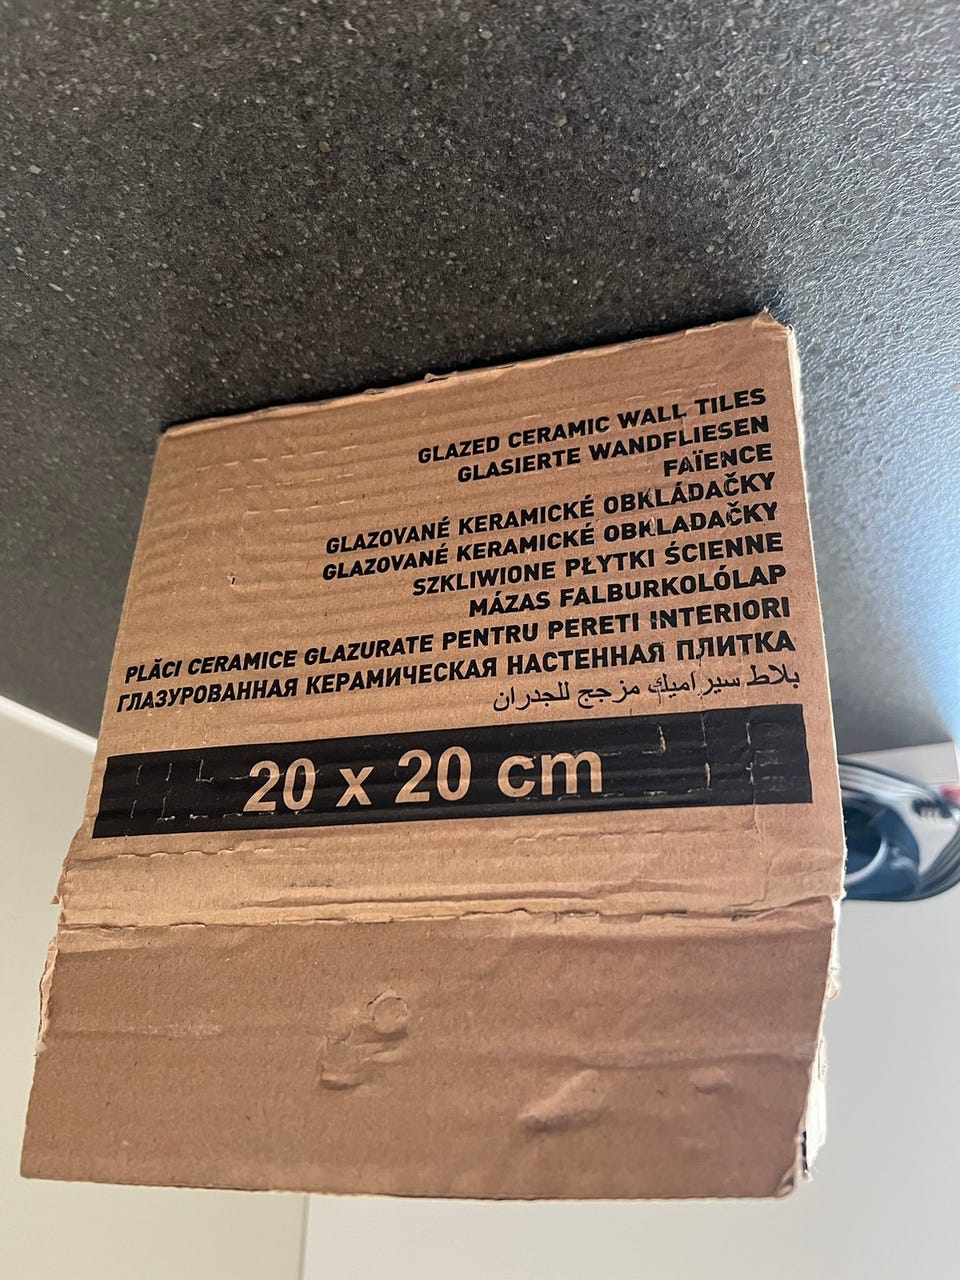 GLAZED CERAMIC WALL TILES
GLASIERTE WANDFLIESEN
FAÏENCE
GLAZOVANÉ KERAMICKÉ OBKLÁDAČKY
GLAZOVANÉ KERAMICKÉ OBKLADAČKY
SZKLIWIONE PŁYTKI ŚCIENNE
MÁZAS FALBURKOLÓLAP
PLĂCI CERAMICE GLAZURATE PENTRU PERETI INTERIORI
ГЛАЗУРОВАННАЯ КЕРАМИЧЕСКАЯ НАСТЕННАЯ ПЛИТКА
بلاط سيراميك مزجج للجدران
20 x 20 cm